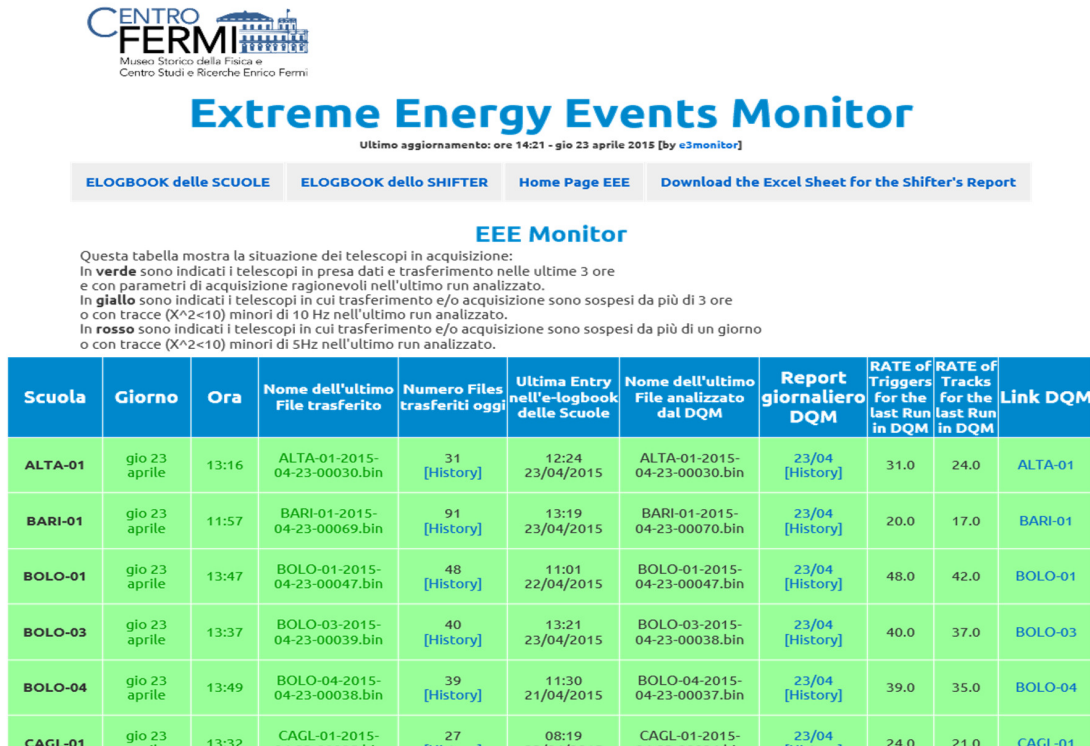 CENTRO
FERMI
Museo Storico della Fisica e
Centro Studi e Ricerche Enrico Fermi
Extreme Energy Events Monitor
Ultimo aggiornamento: ore 14:21 - gio 23 aprile 2015 [by e3monitor]
ELOGBOOK delle SCUOLE ELOGBOOK dello SHIFTER Home Page EEE Download the Excel Sheet for the Shifter's Report
EEE Monitor
Questa tabella mostra la situazione dei telescopi in acquisizione:
In verde sono indicati i telescopi in presa dati e trasferimento nelle ultime 3 ore
e con parametri di acquisizione ragionevoli nell'ultimo run analizzato.
In giallo sono indicati i telescopi in cui trasferimento e/o acquisizione sono sospesi da più di 3 ore
o con tracce (X^2<10) minori di 10 Hz nell'ultimo run analizzato.
In rosso sono indicati i telescopi in cui trasferimento e/o acquisizione sono sospesi da più di un giorno
o con tracce (X^2<10) minori di 5Hz nell'ultimo run analizzato.
Scuola
Giorno
Ora
Nome dell'ultimo
File trasferito
Numero Files
trasferiti oggi
Ultima Entry
nell'e-logbook
delle Scuole
Nome dell'ultimo
File analizzato
dal DQM
Report
giornaliero
DQM
RATE of
Triggers
for the
last Run
in DQM
RATE of
Tracks
for the
last Run
in DQM
Link DQM
ALTA-01
gio 23
aprile
13:16
ALTA-01-2015-
04-23-00030.bin
31
[History]
12:24
23/04/2015
ALTA-01-2015-
04-23-00030.bin
23/04
[History]
31.0
24.0
ALTA-01
BARI-01
gio 23
aprile
11:57
BARI-01-2015-
04-23-00069.bin
91
[History]
13:19
23/04/2015
BARI-01-2015-
04-23-00070.bin
23/04
[History]
20.0
17.0
BARI-01
BOLO-01
gio 23
aprile
13:47
BOLO-01-2015-
04-23-00047.bin
48
[History]
11:01
22/04/2015
BOLO-01-2015-
04-23-00047.bin
23/04
[History]
48.0
42.0
BOLO-01
BOLO-03
gio 23
aprile
13:37
BOLO-03-2015-
04-23-00039.bin
40
[History]
13:21
23/04/2015
BOLO-03-2015-
04-23-00038.bin
23/04
[History]
40.0
37.0
BOLO-03
BOLO-04
gio 23
aprile
13:49
BOLO-04-2015-
04-23-00038.bin
39
[History]
11:30
21/04/2015
BOLO-04-2015-
04-23-00037.bin
23/04
[History]
39.0
35.0
BOLO-04
CAGL-01
gio 23
13:32
CAGL-01-2015-
27
08:19
CAGL-01-2015-
23/04
24.0
21.0
CAGL-01